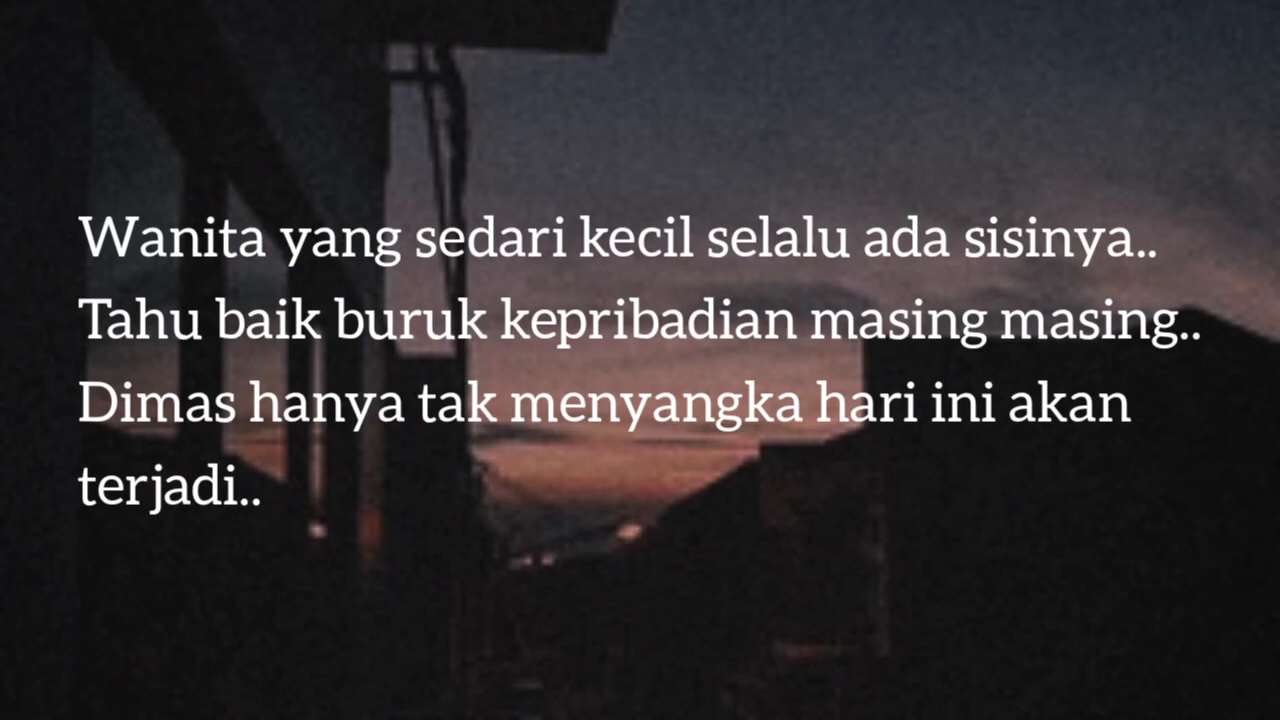 Wanita yang sedari kecil selalu ada sisinya..
Tahu baik buruk kepribadian masing masing..
Dimas hanya tak menyangka hari ini akan
terjadi..